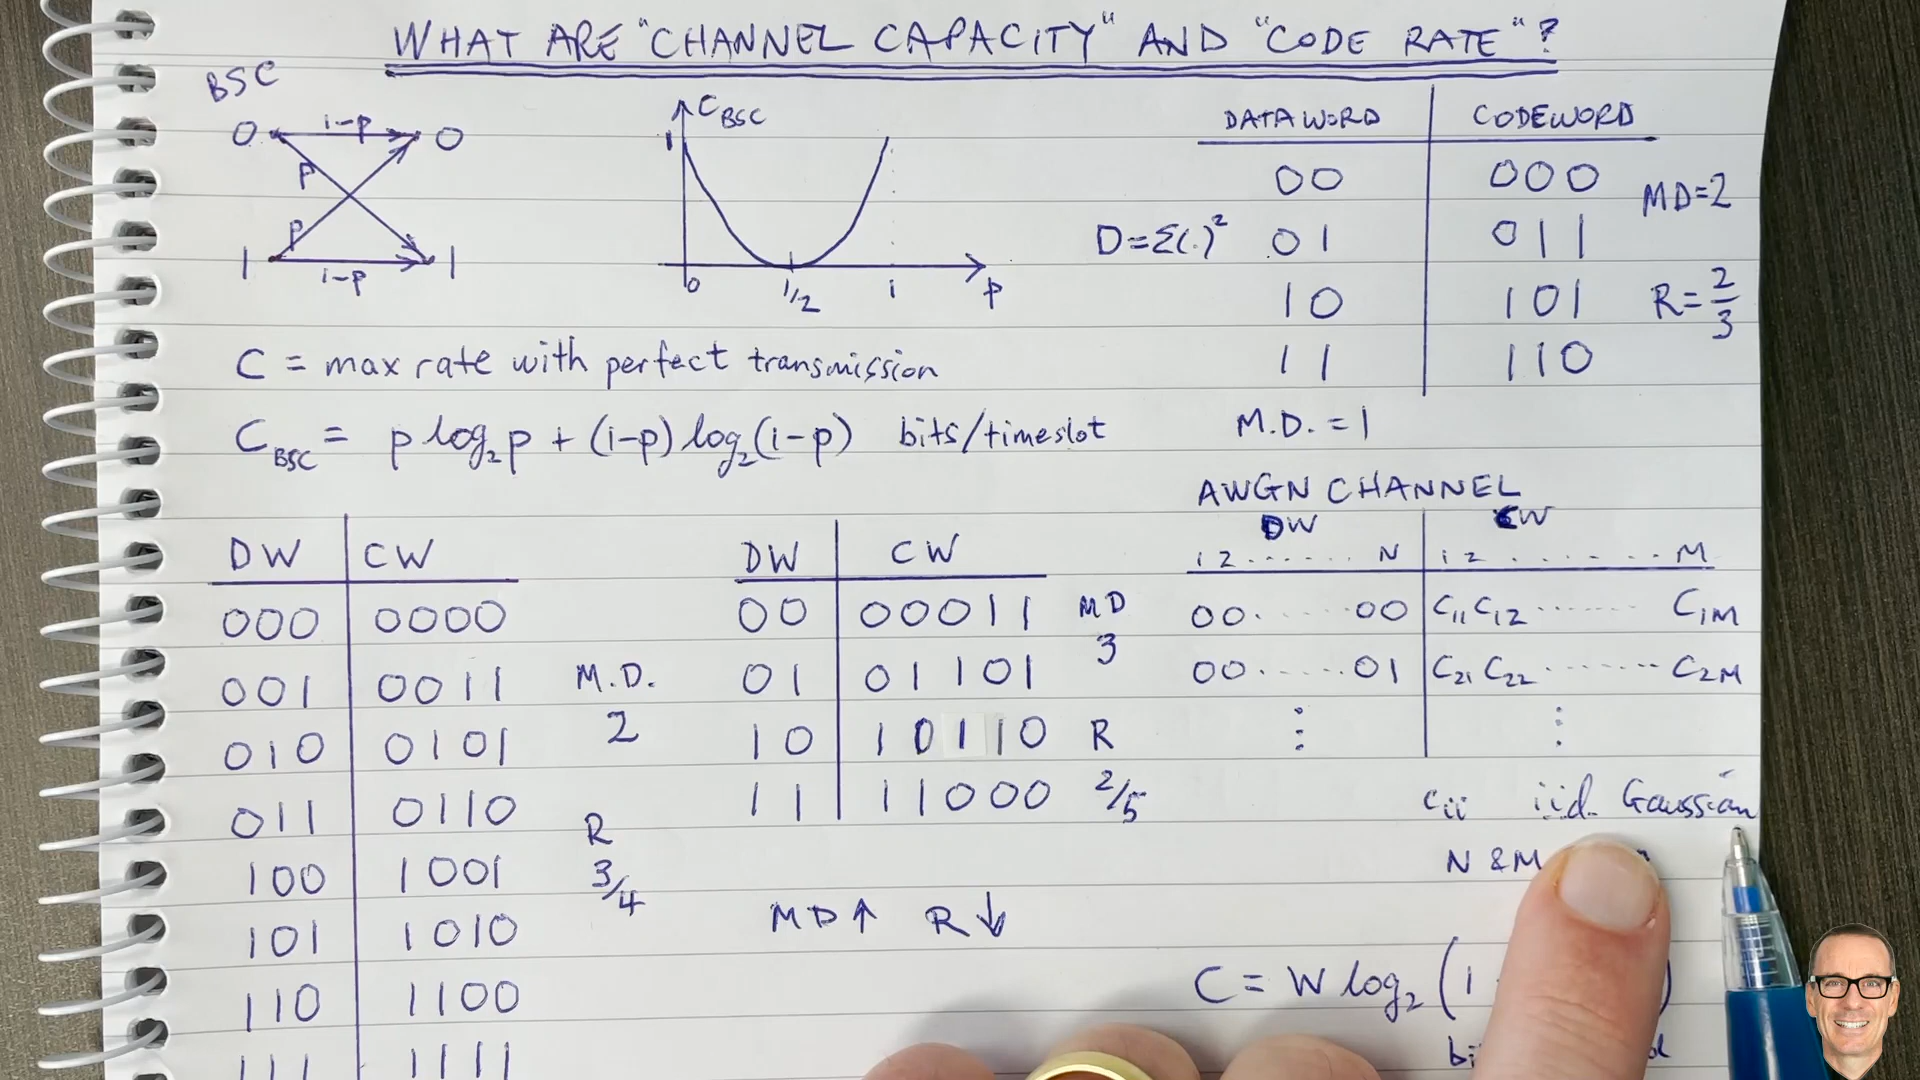 WHAT ARE "CHANNEL CAPACITY" AND "CODE RATE"?
BSC
0 1-p 0
p
p
1 1-p 1
C_BSC
1
0 1/2 1 p
DATAWORD CODEWORD
00 000
01 011
10 101
11 110
MD=2
D=Σ(.)²
R=2/3
M.D.=1
C = max rate with perfect transmission
C_BSC = p log₂p + (1-p) log₂(1-p) bits/timeslot
DW CW
000 0000
001 0011
010 0101
011 0110
100 1001
101 1010
110 1100
111 1111
M.D.
2
R
3/4
DW CW
00 00011
01 01101
10 10110
11 11000
MD
3
R
2/5
MD↑ R↓
AWGN CHANNEL
DW CW
1 2 ...... N 1 2 ........ M
00......00 C₁₁C₁₂ ....... C₁M
00......01 C₂₁C₂₂ ........ C₂M
⋮ ⋮
cᵢᵢ iid Gaussian
N & M
C = W log₂(1